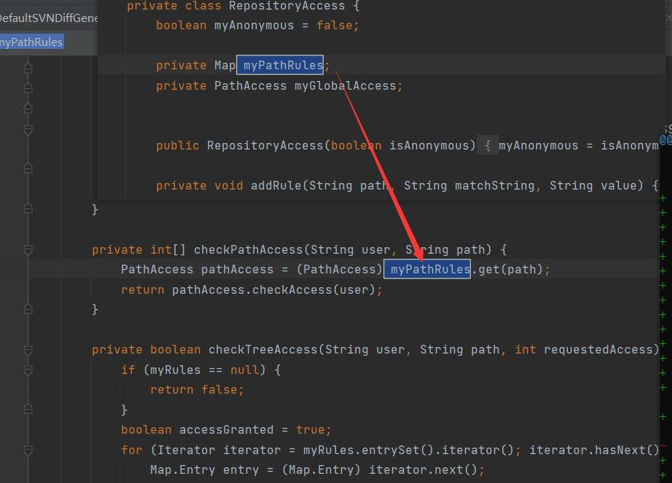 DefaultSVNDiffGene
myPathRules
private class RepositoryAccess {
boolean myAnonymous = false;
private Map myPathRules;
private PathAccess myGlobalAccess;
public RepositoryAccess(boolean isAnonymous) { myAnonymous = isAnonym
private void addRule(String path, String matchString, String value) {
}
private int[] checkPathAccess(String user, String path) {
PathAccess pathAccess = (PathAccess) myPathRules.get(path);
return pathAccess.checkAccess(user);
}
private boolean checkTreeAccess(String user, String path, int requestedAccess)
if (myRules == null) {
return false;
}
boolean accessGranted = true;
for (Iterator iterator = myRules.entrySet().iterator(); iterator.hasNext()
Map.Entry entry = (Map.Entry) iterator.next();